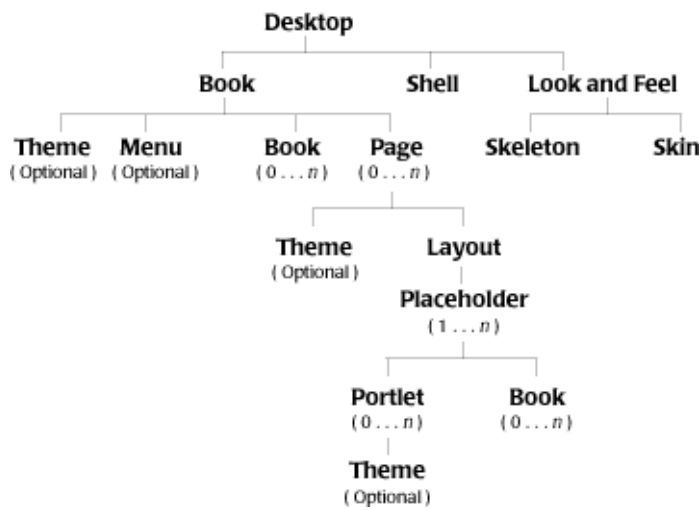 Desktop
Book Shell Look and Feel
Theme Menu Book Page Skeleton Skin
(Optional) (Optional) (0...n) (0...n)
Theme Layout
(Optional)
Placeholder
(1...n)
Portlet Book
(0...n) (0...n)
Theme
(Optional)